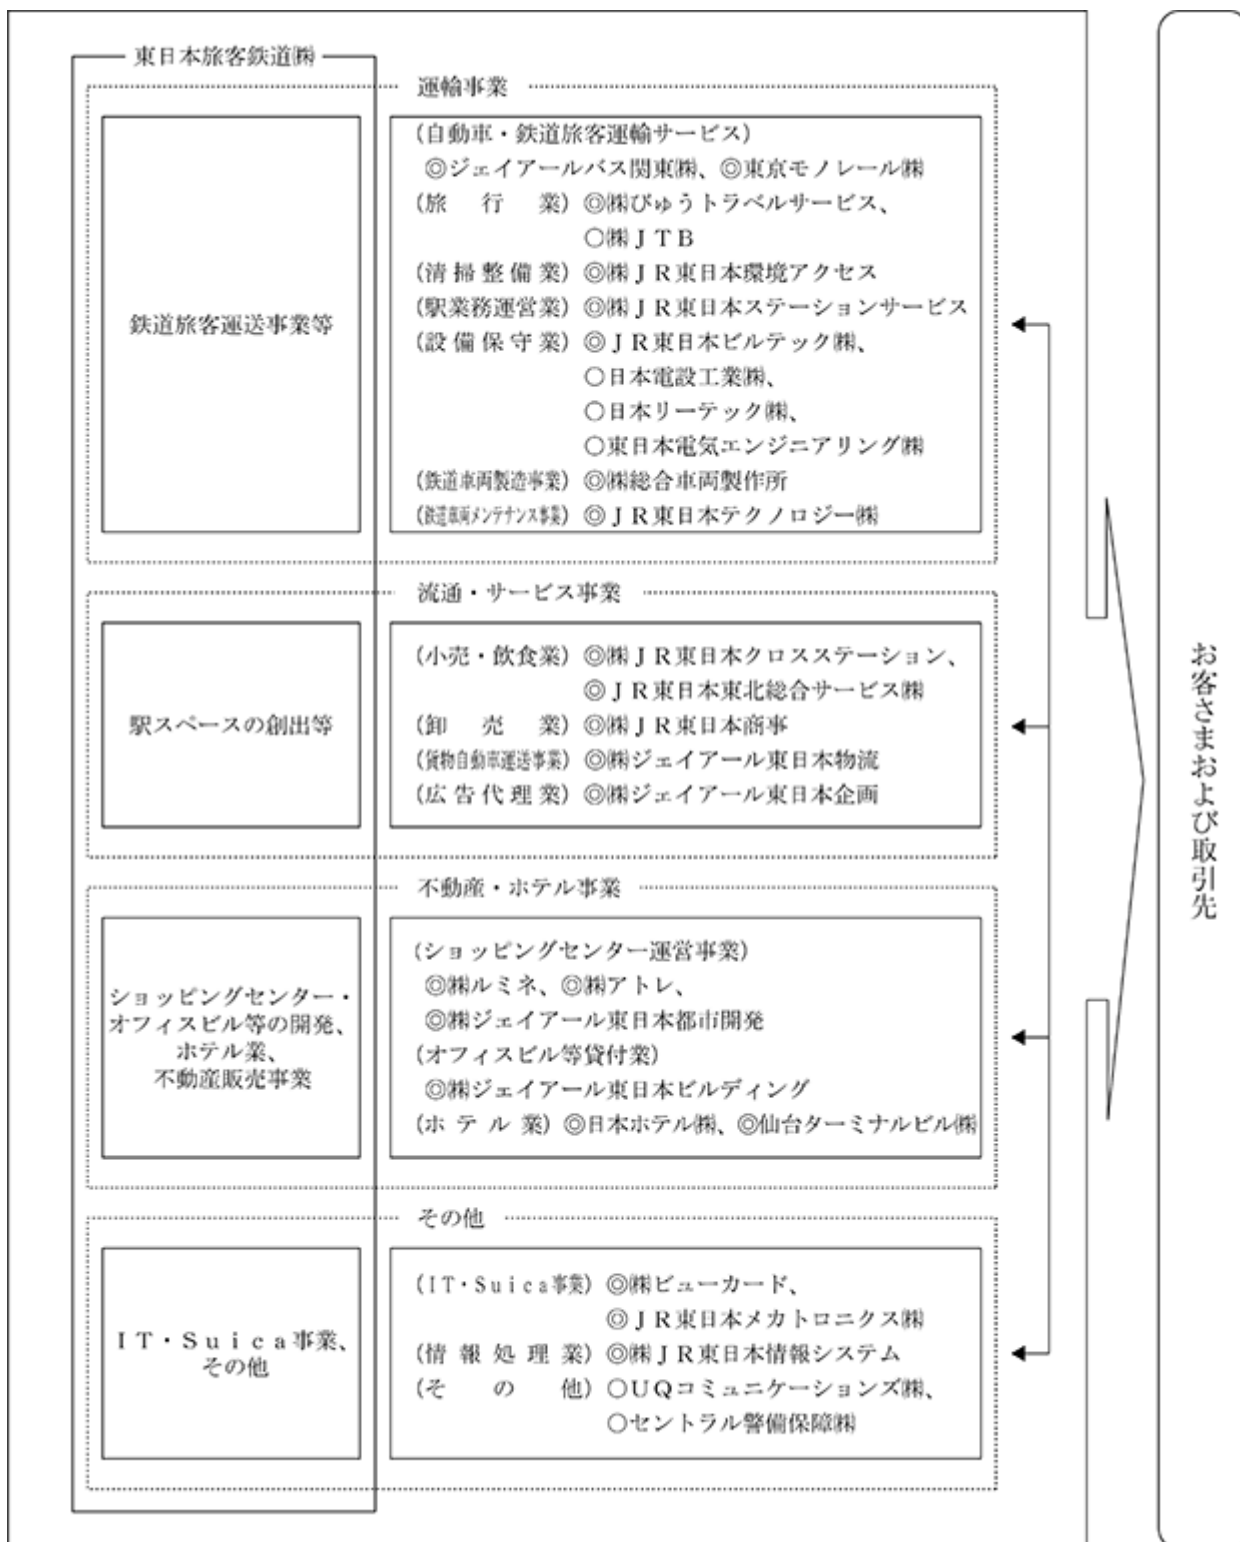 東日本旅客鉄道㈱
運輸事業
鉄道旅客運送事業等
(自動車・鉄道旅客運輸サービス)
◎ジェイアールバス関東㈱、◎東京モノレール㈱
(旅行業)◎㈱びゅうトラベルサービス、
○㈱JTB
(清掃整備業)◎㈱JR東日本環境アクセス
(駅業務運営業)◎㈱JR東日本ステーションサービス
(設備保守業)◎JR東日本ビルテック㈱、
○日本電設工業㈱、
○日本リーテック㈱、
○東日本電気エンジニアリング㈱
(鉄道車両製造事業)◎㈱総合車両製作所
(鉄道車両メンテナンス事業)◎JR東日本テクノロジー㈱
流通・サービス事業
駅スペースの創出等
(小売・飲食業)◎㈱JR東日本クロスステーション、
◎JR東日本東北総合サービス㈱
(卸売業)◎㈱JR東日本商事
(貨物自動車運送事業)◎㈱ジェイアール東日本物流
(広告代理業)◎㈱ジェイアール東日本企画
不動産・ホテル事業
ショッピングセンター・
オフィスビル等の開発、
ホテル業、
不動産販売事業
(ショッピングセンター運営事業)
◎㈱ルミネ、◎㈱アトレ、
◎㈱ジェイアール東日本都市開発
(オフィスビル等貸付業)
◎㈱ジェイアール東日本ビルディング
(ホテル業)◎日本ホテル㈱、◎仙台ターミナルビル㈱
その他
IT・Suica事業、
その他
(IT・Suica事業)◎㈱ビューカード、
◎JR東日本メカトロニクス㈱
(情報処理業)◎㈱JR東日本情報システム
(その他)○UQコミュニケーションズ㈱、
○セントラル警備保障㈱
お客さまおよび取引先